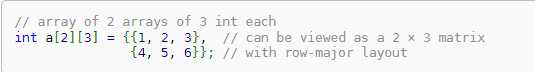 // array of 2 arrays of 3 int each
int a[2][3] = {{1, 2, 3},  // can be viewed as a 2 × 3 matrix
               {4, 5, 6}}; // with row-major layout